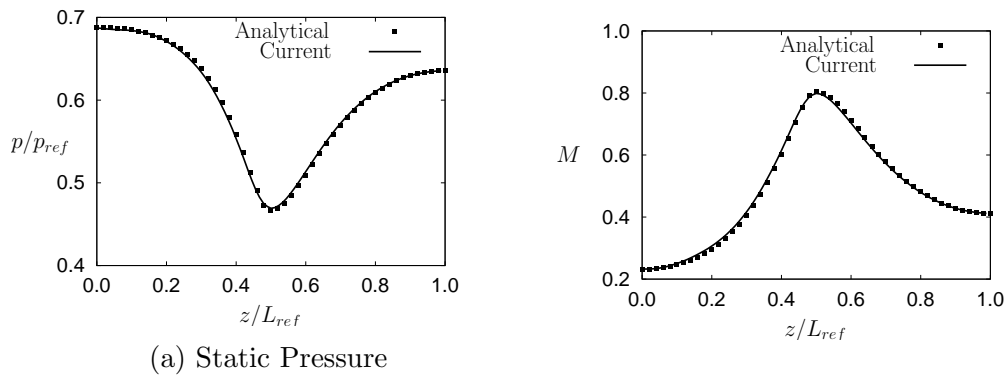 0.7
0.6
0.5
0.4
p/p_ref
Analytical
Current
0.0 0.2 0.4 0.6 0.8 1.0
z/L_ref
(a) Static Pressure
1.0
0.8
0.6
0.4
0.2
M
Analytical
Current
0.0 0.2 0.4 0.6 0.8 1.0
z/L_ref